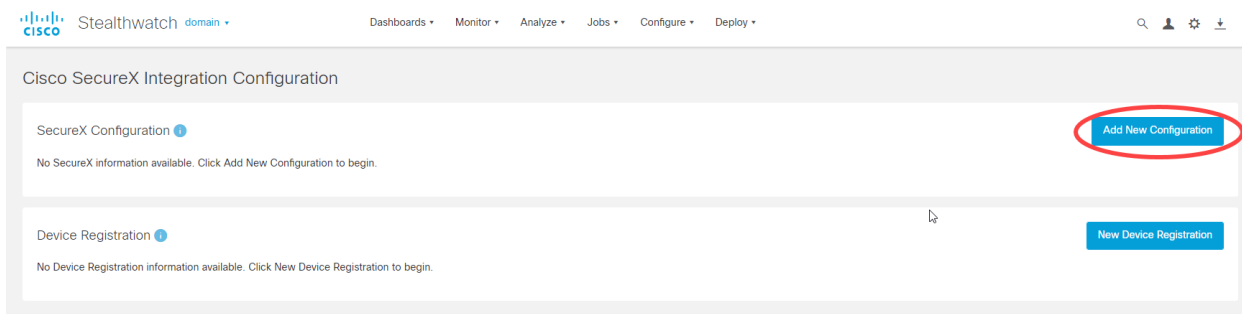 CISCO
Stealthwatch domain
Dashboards Monitor Analyze Jobs Configure Deploy
Cisco SecureX Integration Configuration
SecureX Configuration
Add New Configuration
No SecureX information available. Click Add New Configuration to begin.
Device Registration
New Device Registration
No Device Registration information available. Click New Device Registration to begin.